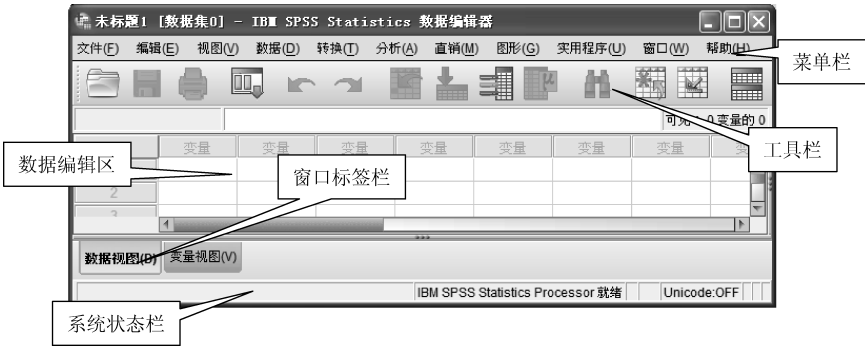 未标题1 [数据集0] - IBM SPSS Statistics 数据编辑器
文件(F) 编辑(E) 视图(V) 数据(D) 转换(T) 分析(A) 直销(M) 图形(G) 实用程序(U) 窗口(W) 帮助(H)
菜单栏
变量的 0
工具栏
变量 变量 变量 变量 变量 变量 变量
数据编辑区
窗口标签栏
2
3
数据视图(D) 变量视图(V)
IBM SPSS Statistics Processor 就绪 Unicode:OFF
系统状态栏